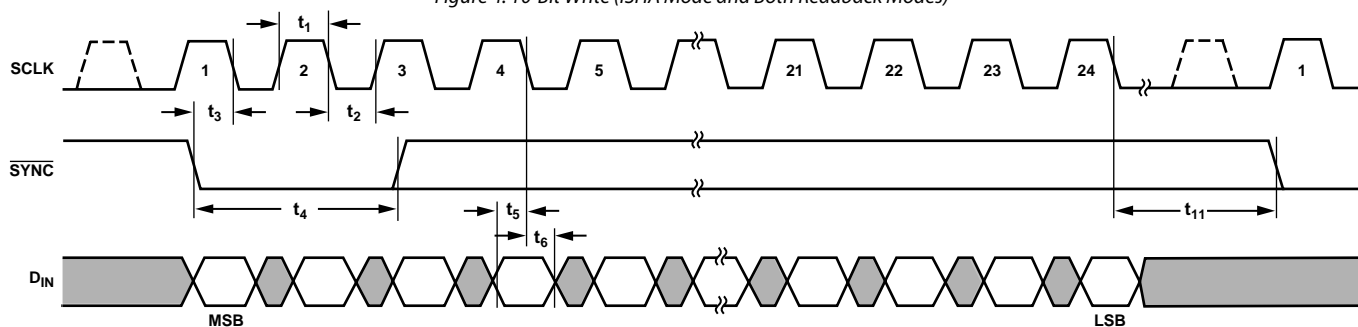 Figure 4. 10-Bit Write (ISHA Mode and Both Readback Modes)
t1
SCLK 1 2 3 4 5 21 22 23 24 1
t3 t2
SYNC
t4 t5 t11
t6
DIN
MSB LSB